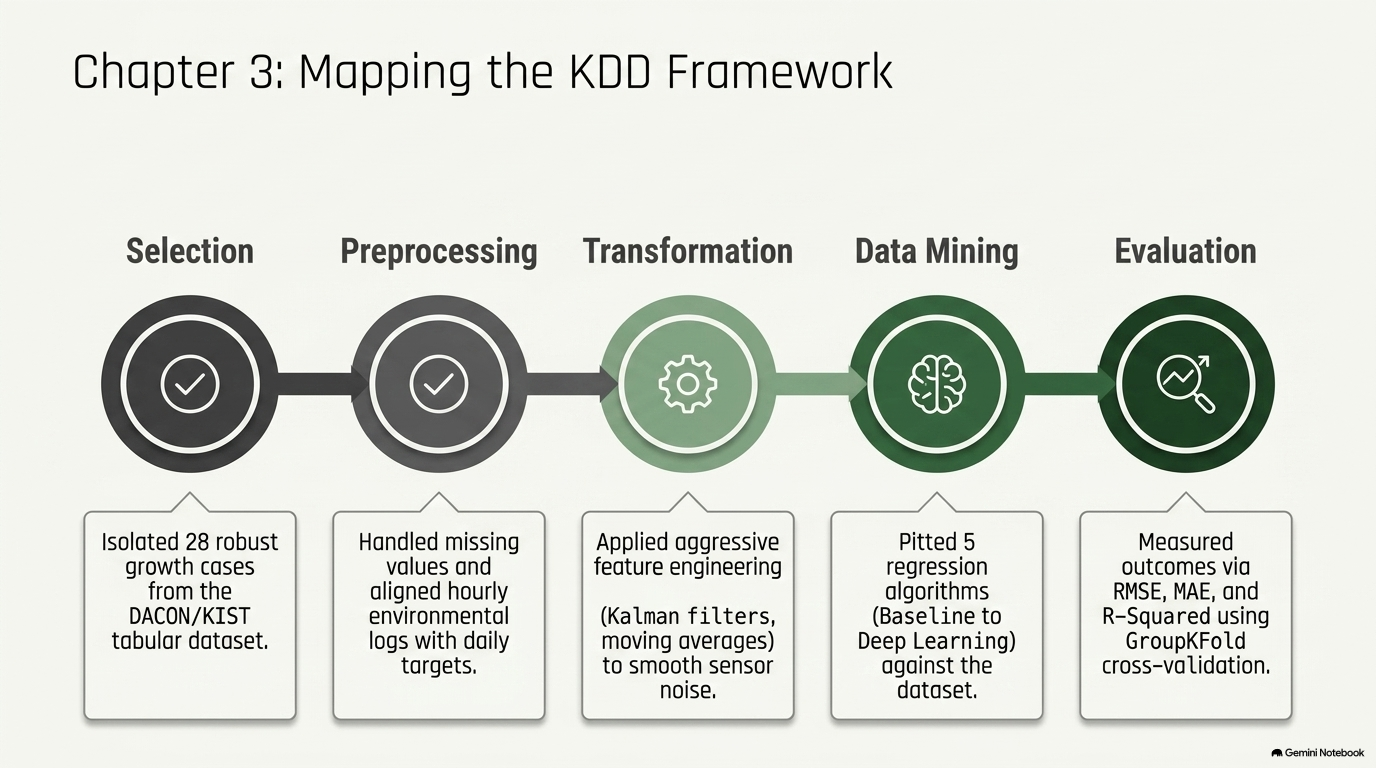 Chapter 3: Mapping the KDD Framework
Selection
Preprocessing
Transformation
Data Mining
Evaluation
Isolated 28 robust
growth cases
from the
DACON/KIST
tabular dataset.
Handled missing
values and
aligned hourly
environmental
logs with daily
targets.
Applied aggressive
feature engineering
(Kalman filters,
moving averages)
to smooth sensor
noise.
Pitted 5
regression
algorithms
(Baseline to
Deep Learning)
against the
dataset.
Measured
outcomes via
RMSE, MAE, and
R-Squared using
GroupKFold
cross-validation.
Gemini Notebook